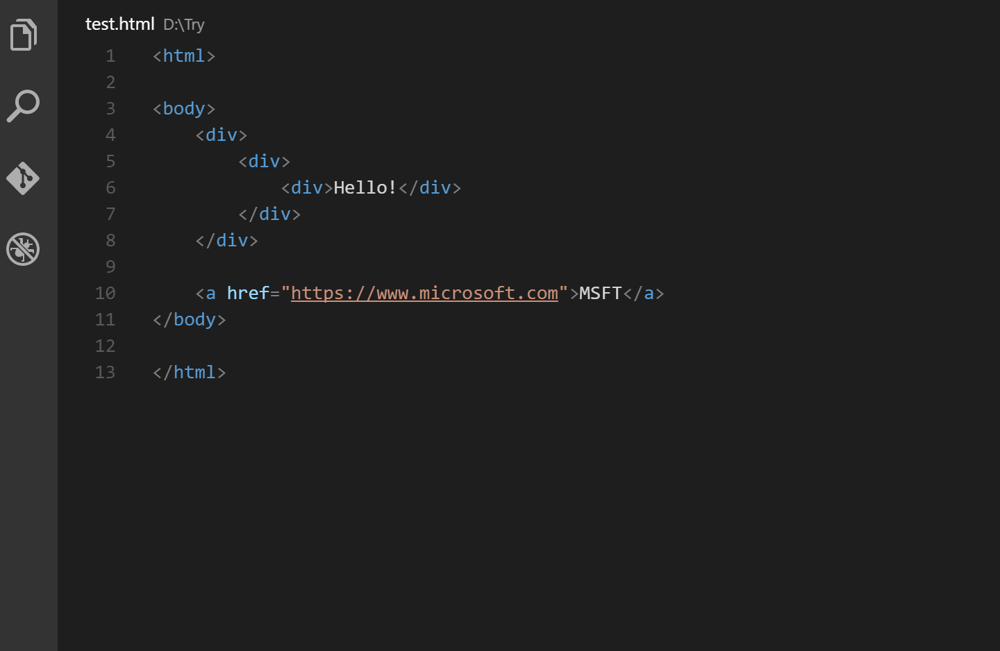 test.html D:\Try
1 <html>
2
3 <body>
4     <div>
5         <div>
6             <div>Hello!</div>
7         </div>
8     </div>
9
10     <a href="https://www.microsoft.com">MSFT</a>
11 </body>
12
13 </html>